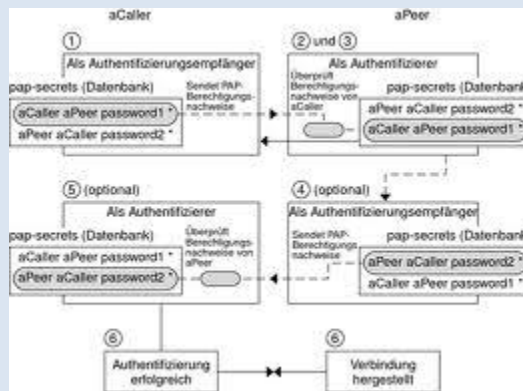 aCaller
aPeer
1
Als Authentifizierungsempfänger
pap-secrets (Datenbank)
aCaller aPeer password1 *
aPeer aCaller password2 *
Sendet PAP-
Berechtigungs-
nachweise
2 und 3
Als Authentifizierer
Überprüft
Berechtigungs-
nachweise von
aCaller
pap-secrets (Datenbank)
aPeer aCaller password2 *
aCaller aPeer password1 *
5 (optional)
Als Authentifizierer
pap-secrets (Datenbank)
aCaller aPeer password1 *
aPeer aCaller password2 *
Überprüft
Berechtigungs-
nachweise von
aPeer
4 (optional)
Als Authentifizierungsempfänger
Sendet PAP-
Berechtigungs-
nachweise
pap-secrets (Datenbank)
aPeer aCaller password2 *
aCaller aPeer password1 *
6
Authentifizierung
erfolgreich
6
Verbindung
hergestellt